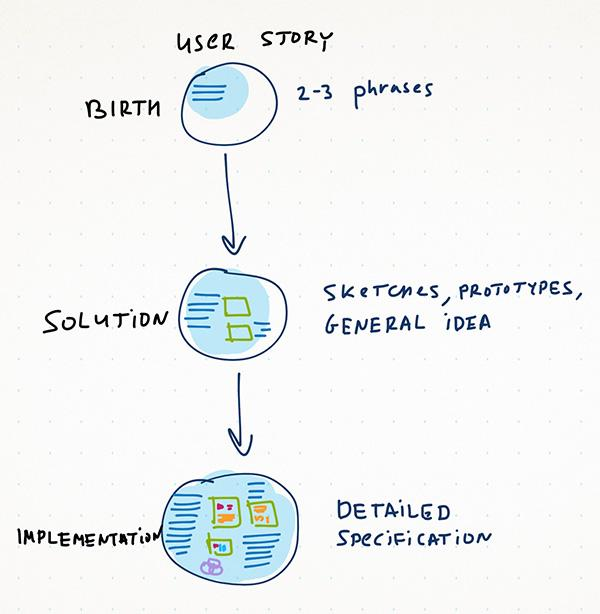 USER STORY
BIRTH
2-3 phrases
SOLUTION
SKETCHES, PROTOTYPES,
GENERAL IDEA
IMPLEMENTATION
DETAILED
SPECIFICATION